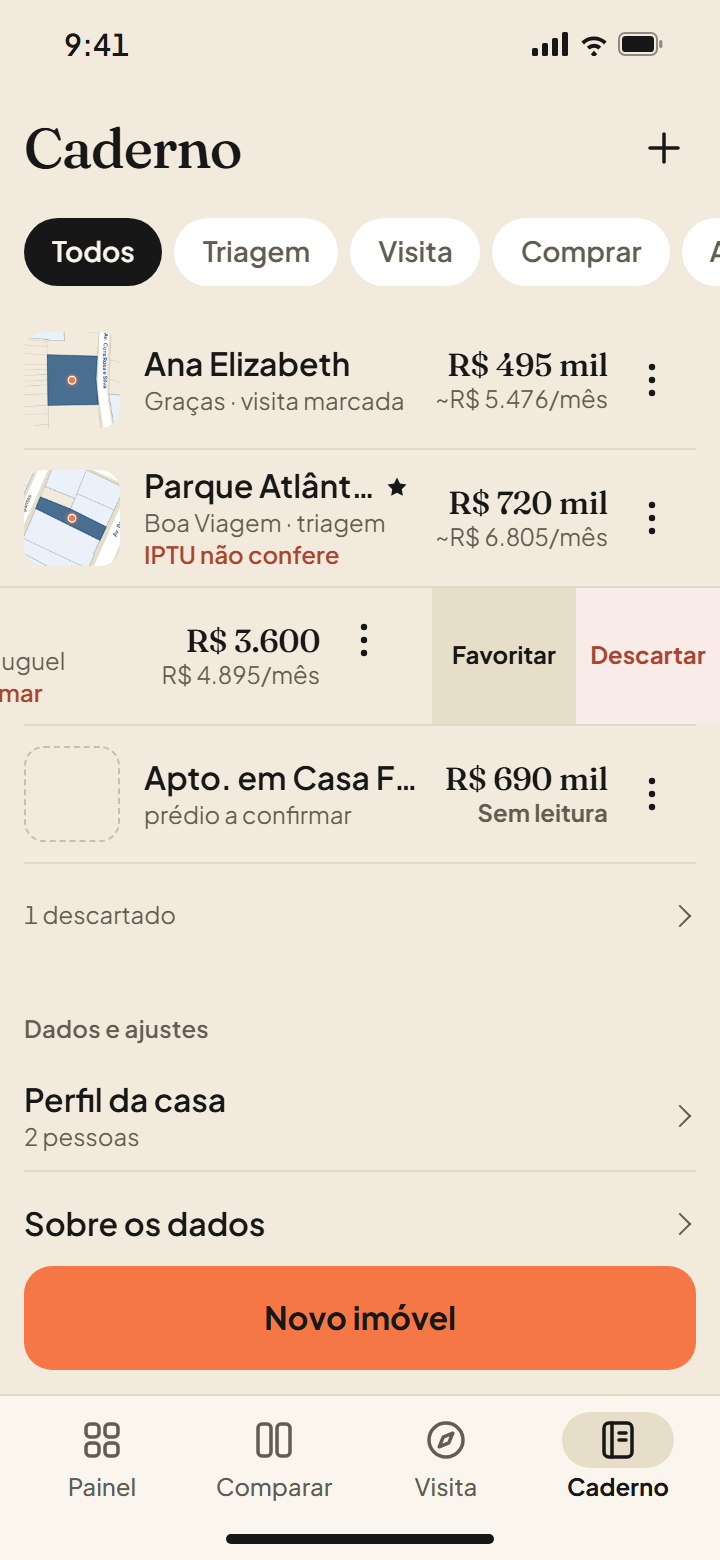 9:41
Caderno
Todos
Triagem
Visita
Comprar
Ana Elizabeth
Graças · visita marcada
R$ 495 mil
~R$ 5.476/mês
Parque Atlânt… ★
Boa Viagem · triagem
IPTU não confere
R$ 720 mil
~R$ 6.805/mês
uguel
mar
R$ 3.600
R$ 4.895/mês
Favoritar
Descartar
Apto. em Casa F…
prédio a confirmar
R$ 690 mil
Sem leitura
1 descartado
Dados e ajustes
Perfil da casa
2 pessoas
Sobre os dados
Novo imóvel
Painel
Comparar
Visita
Caderno